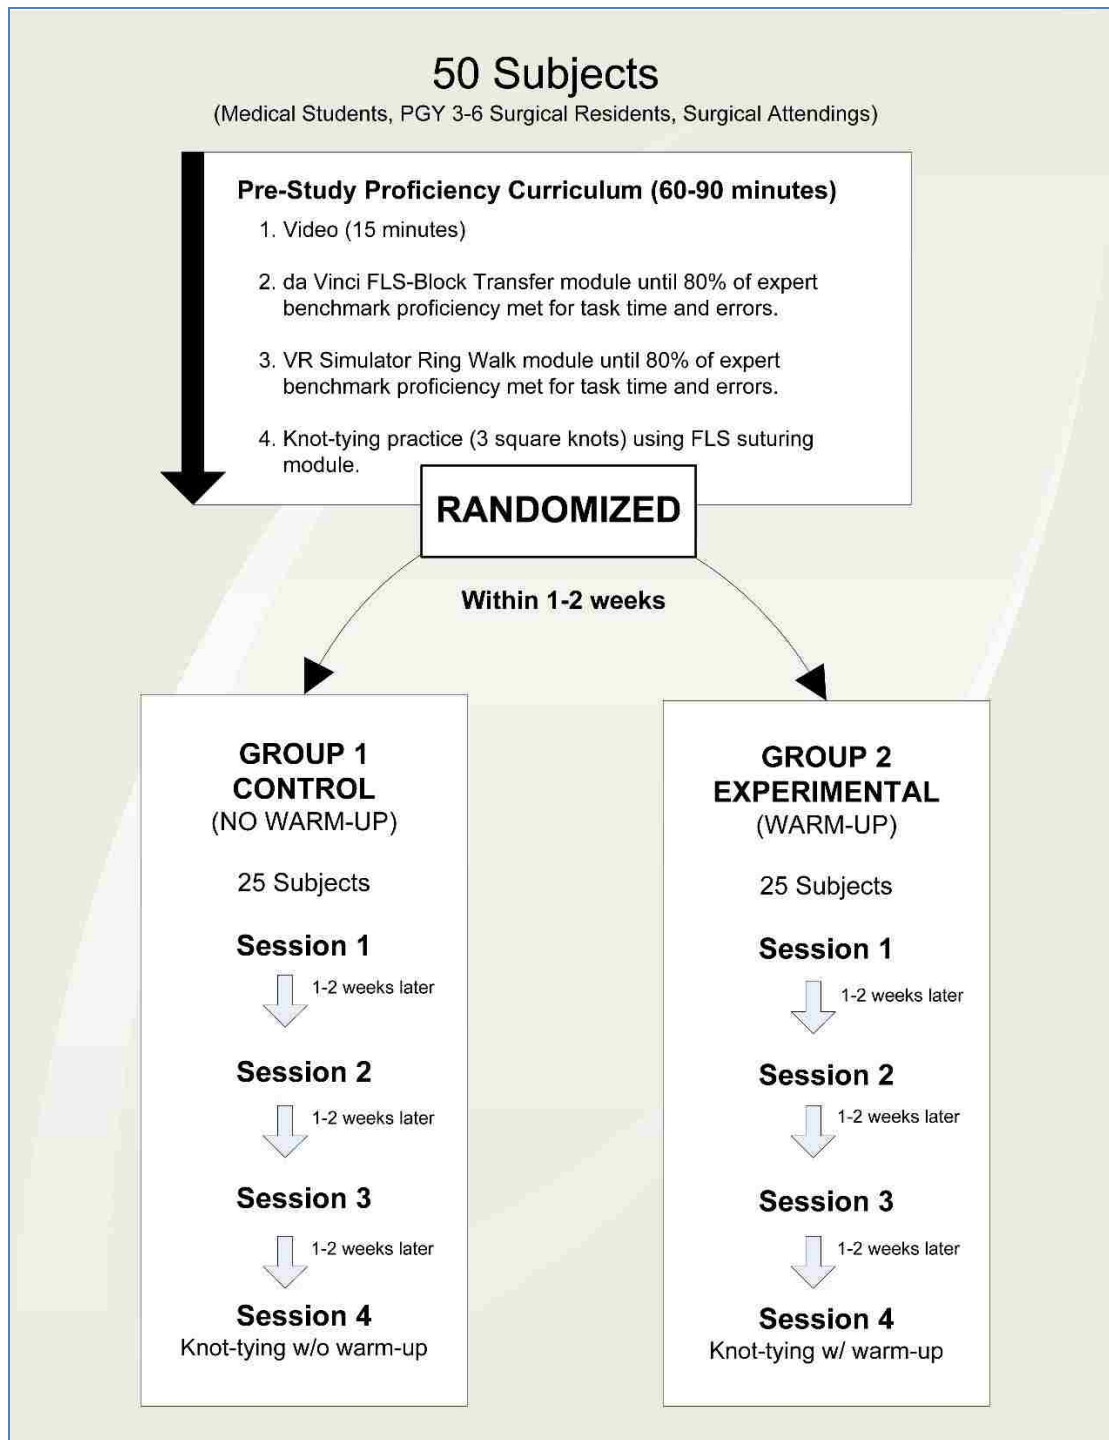 50 Subjects
(Medical Students, PGY 3-6 Surgical Residents, Surgical Attendings)
Pre-Study Proficiency Curriculum (60-90 minutes)
1. Video (15 minutes)
2. da Vinci FLS-Block Transfer module until 80% of expert
benchmark proficiency met for task time and errors.
3. VR Simulator Ring Walk module until 80% of expert
benchmark proficiency met for task time and errors.
4. Knot-tying practice (3 square knots) using FLS suturing
module.
RANDOMIZED
Within 1-2 weeks
GROUP 1
CONTROL
(NO WARM-UP)
25 Subjects
Session 1
1-2 weeks later
Session 2
1-2 weeks later
Session 3
1-2 weeks later
Session 4
Knot-tying w/o warm-up
GROUP 2
EXPERIMENTAL
(WARM-UP)
25 Subjects
Session 1
1-2 weeks later
Session 2
1-2 weeks later
Session 3
1-2 weeks later
Session 4
Knot-tying w/ warm-up